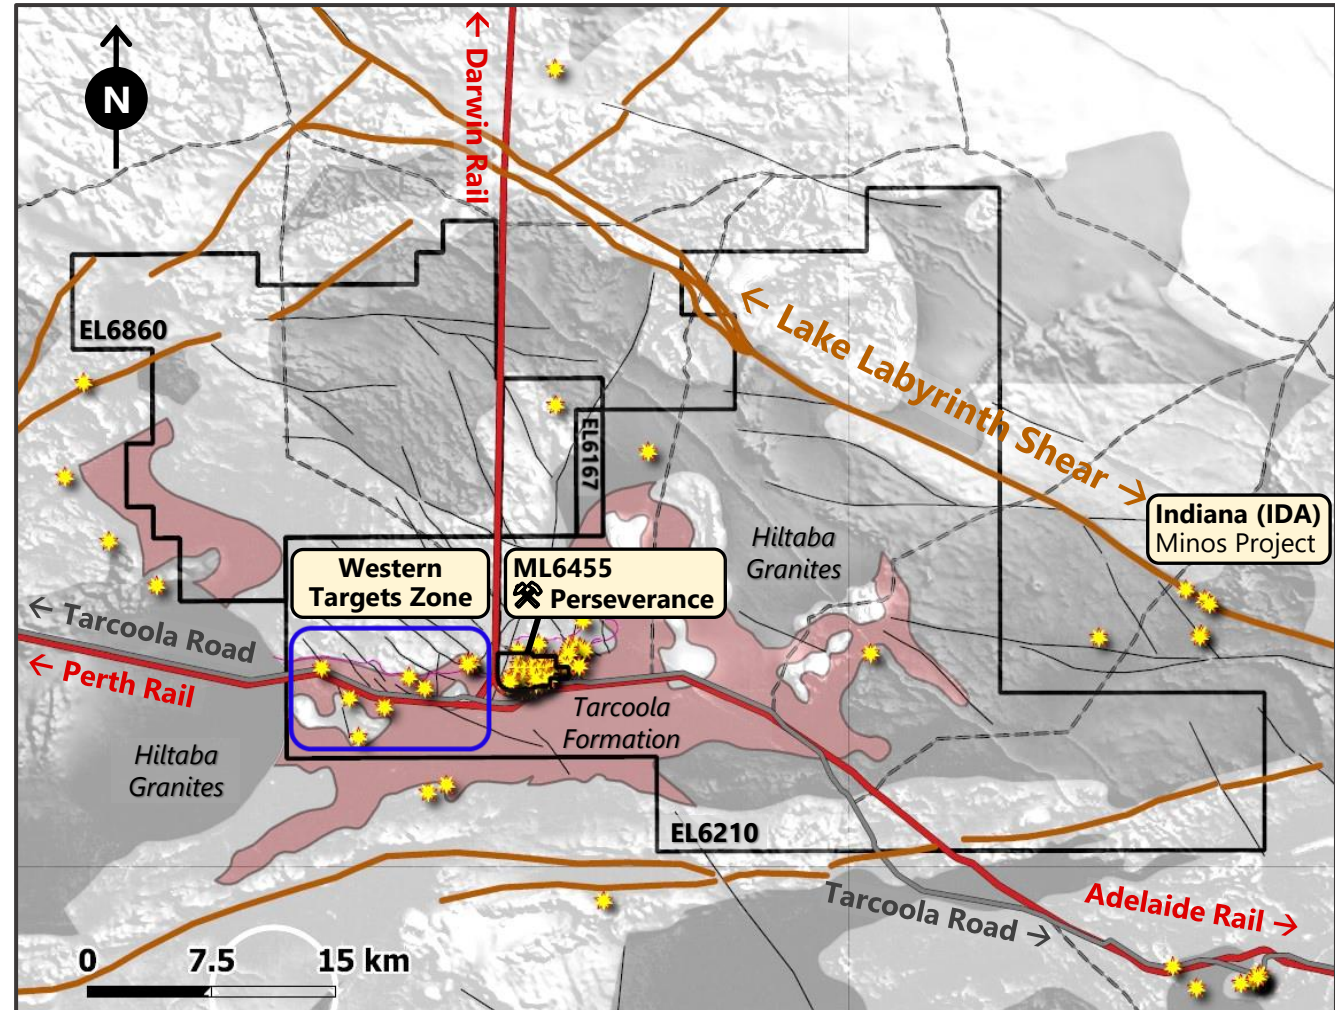 N
← Darwin Rail
EL6860
← Lake Labyrinth Shear →
EL6167
Indiana (IDA)
Minos Project
Hiltaba
Granites
Western
Targets Zone
ML6455
⚒ Perseverance
← Tarcoola Road
← Perth Rail
Tarcoola
Formation
Hiltaba
Granites
EL6210
Tarcoola Road →
Adelaide Rail →
0 7.5 15 km